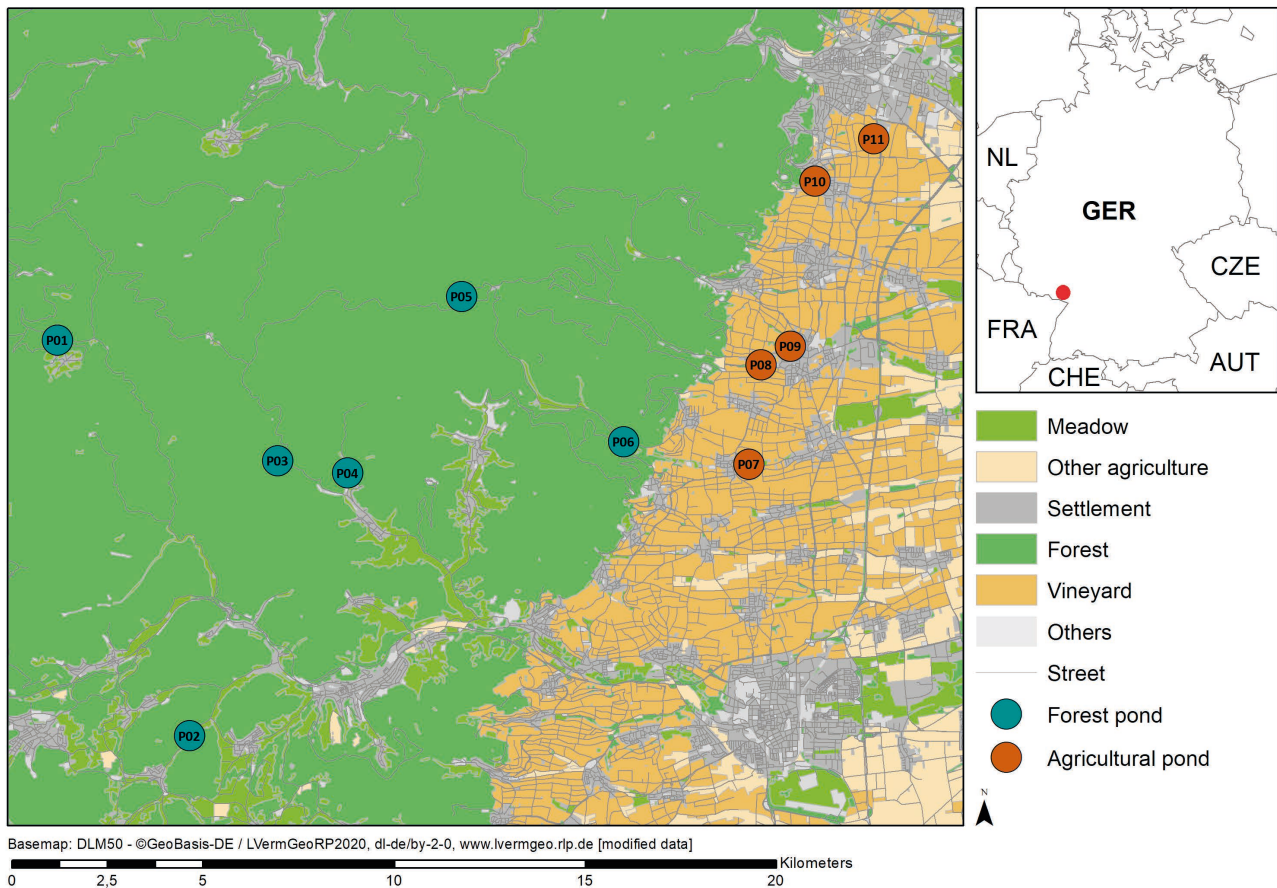 P11
P10
P05
P01
P09
P08
P06
P03
P04
P07
P02
NL
GER
CZE
FRA
AUT
CHE
Meadow
Other agriculture
Settlement
Forest
Vineyard
Others
Street
Forest pond
Agricultural pond
N
Basemap: DLM50 - ©GeoBasis-DE / LVermGeoRP2020, dl-de/by-2-0, www.lvermgeo.rlp.de [modified data]
Kilometers
0 2,5 5 10 15 20